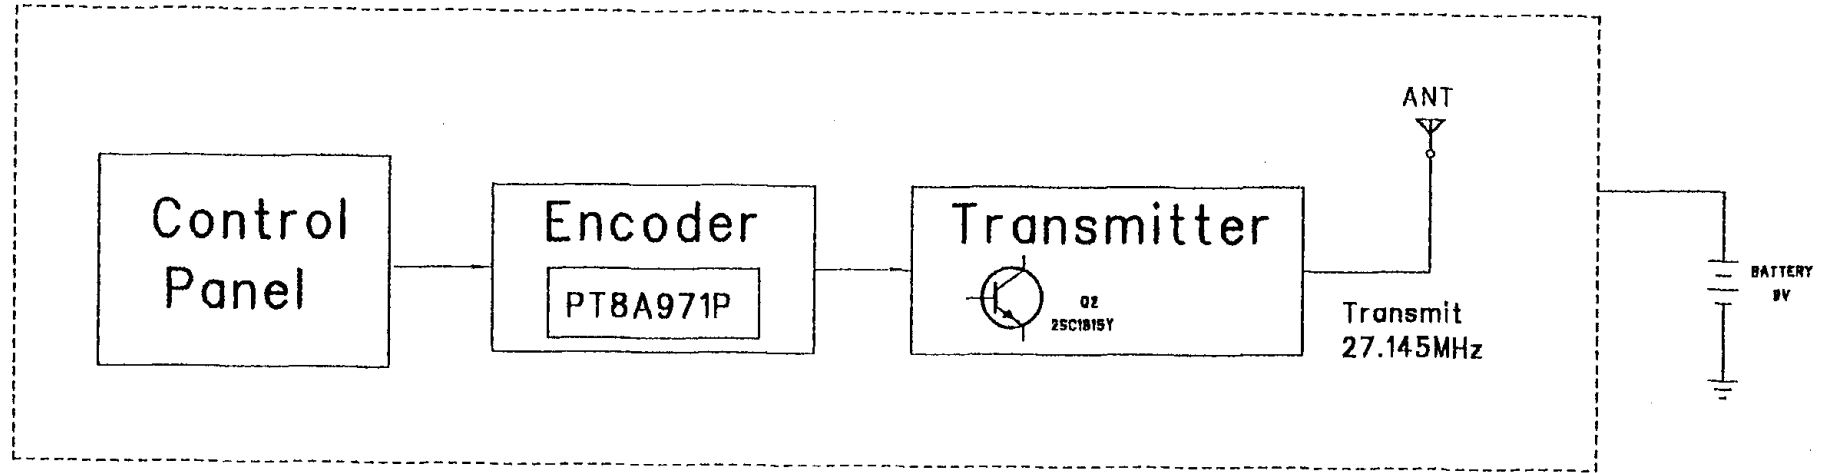 ANT
Control
Panel
Encoder
PT8A971P
Transmitter
Q2
2SC1815Y
Transmit
27.145MHz
BATTERY
9V